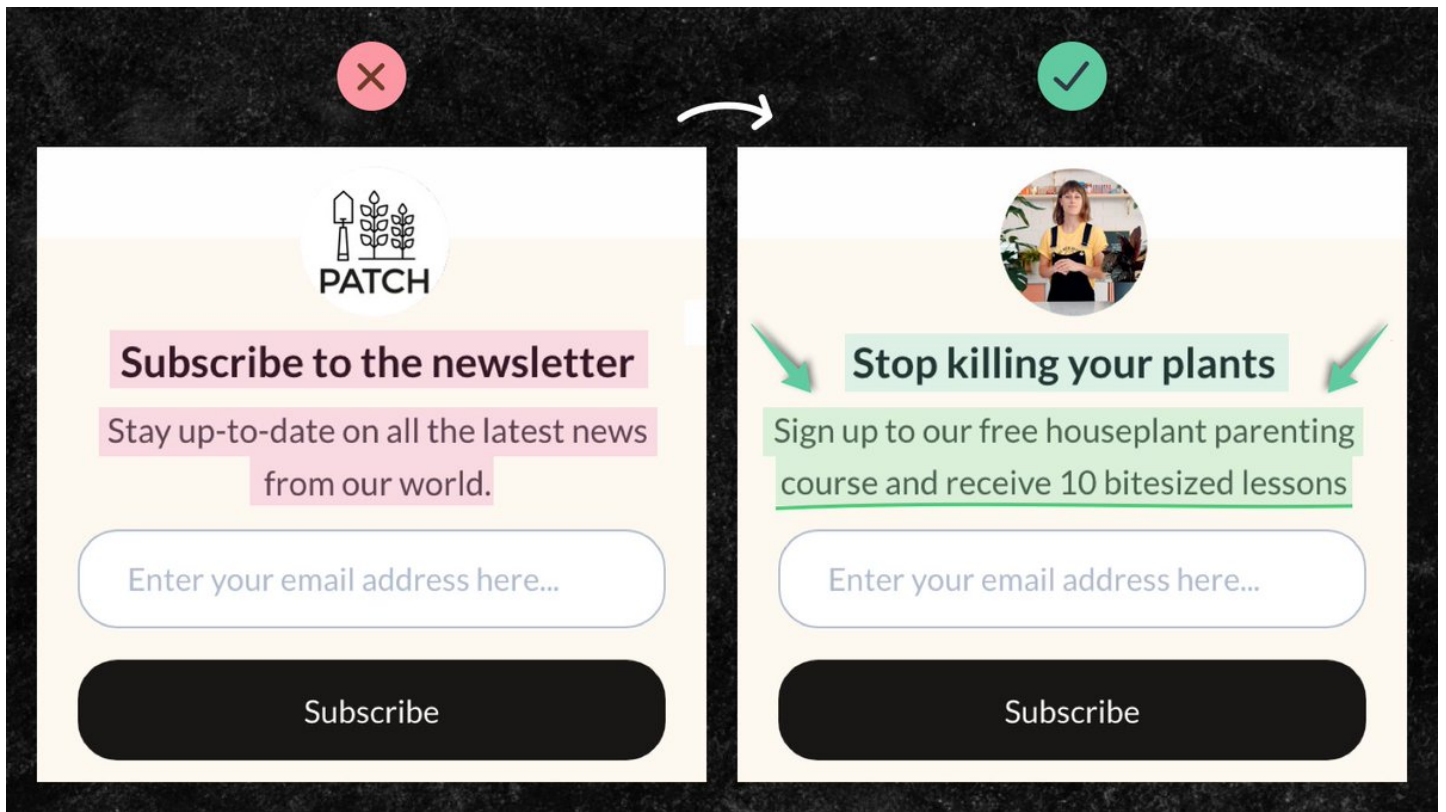 PATCH
Subscribe to the newsletter
Stay up-to-date on all the latest news
from our world.
Enter your email address here...
Subscribe
Stop killing your plants
Sign up to our free houseplant parenting
course and receive 10 bitesized lessons
Enter your email address here...
Subscribe